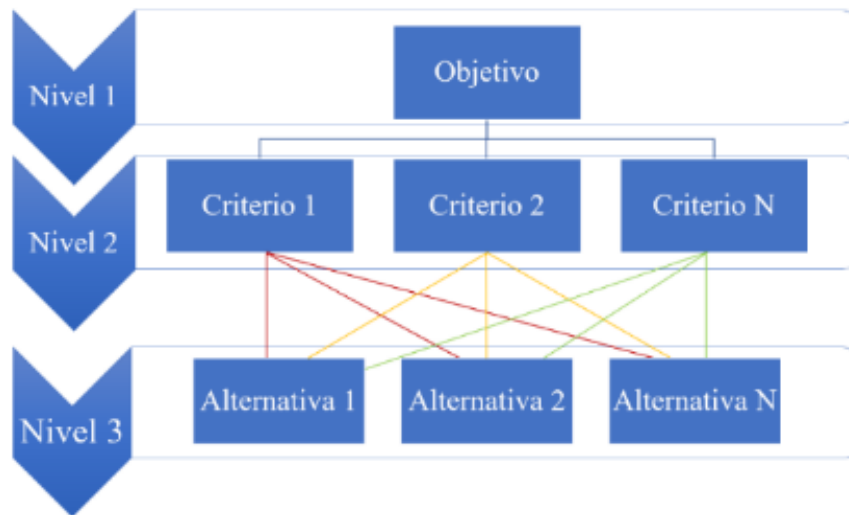 Nivel 1
Objetivo
Nivel 2
Criterio 1
Criterio 2
Criterio N
Nivel 3
Alternativa 1
Alternativa 2
Alternativa N